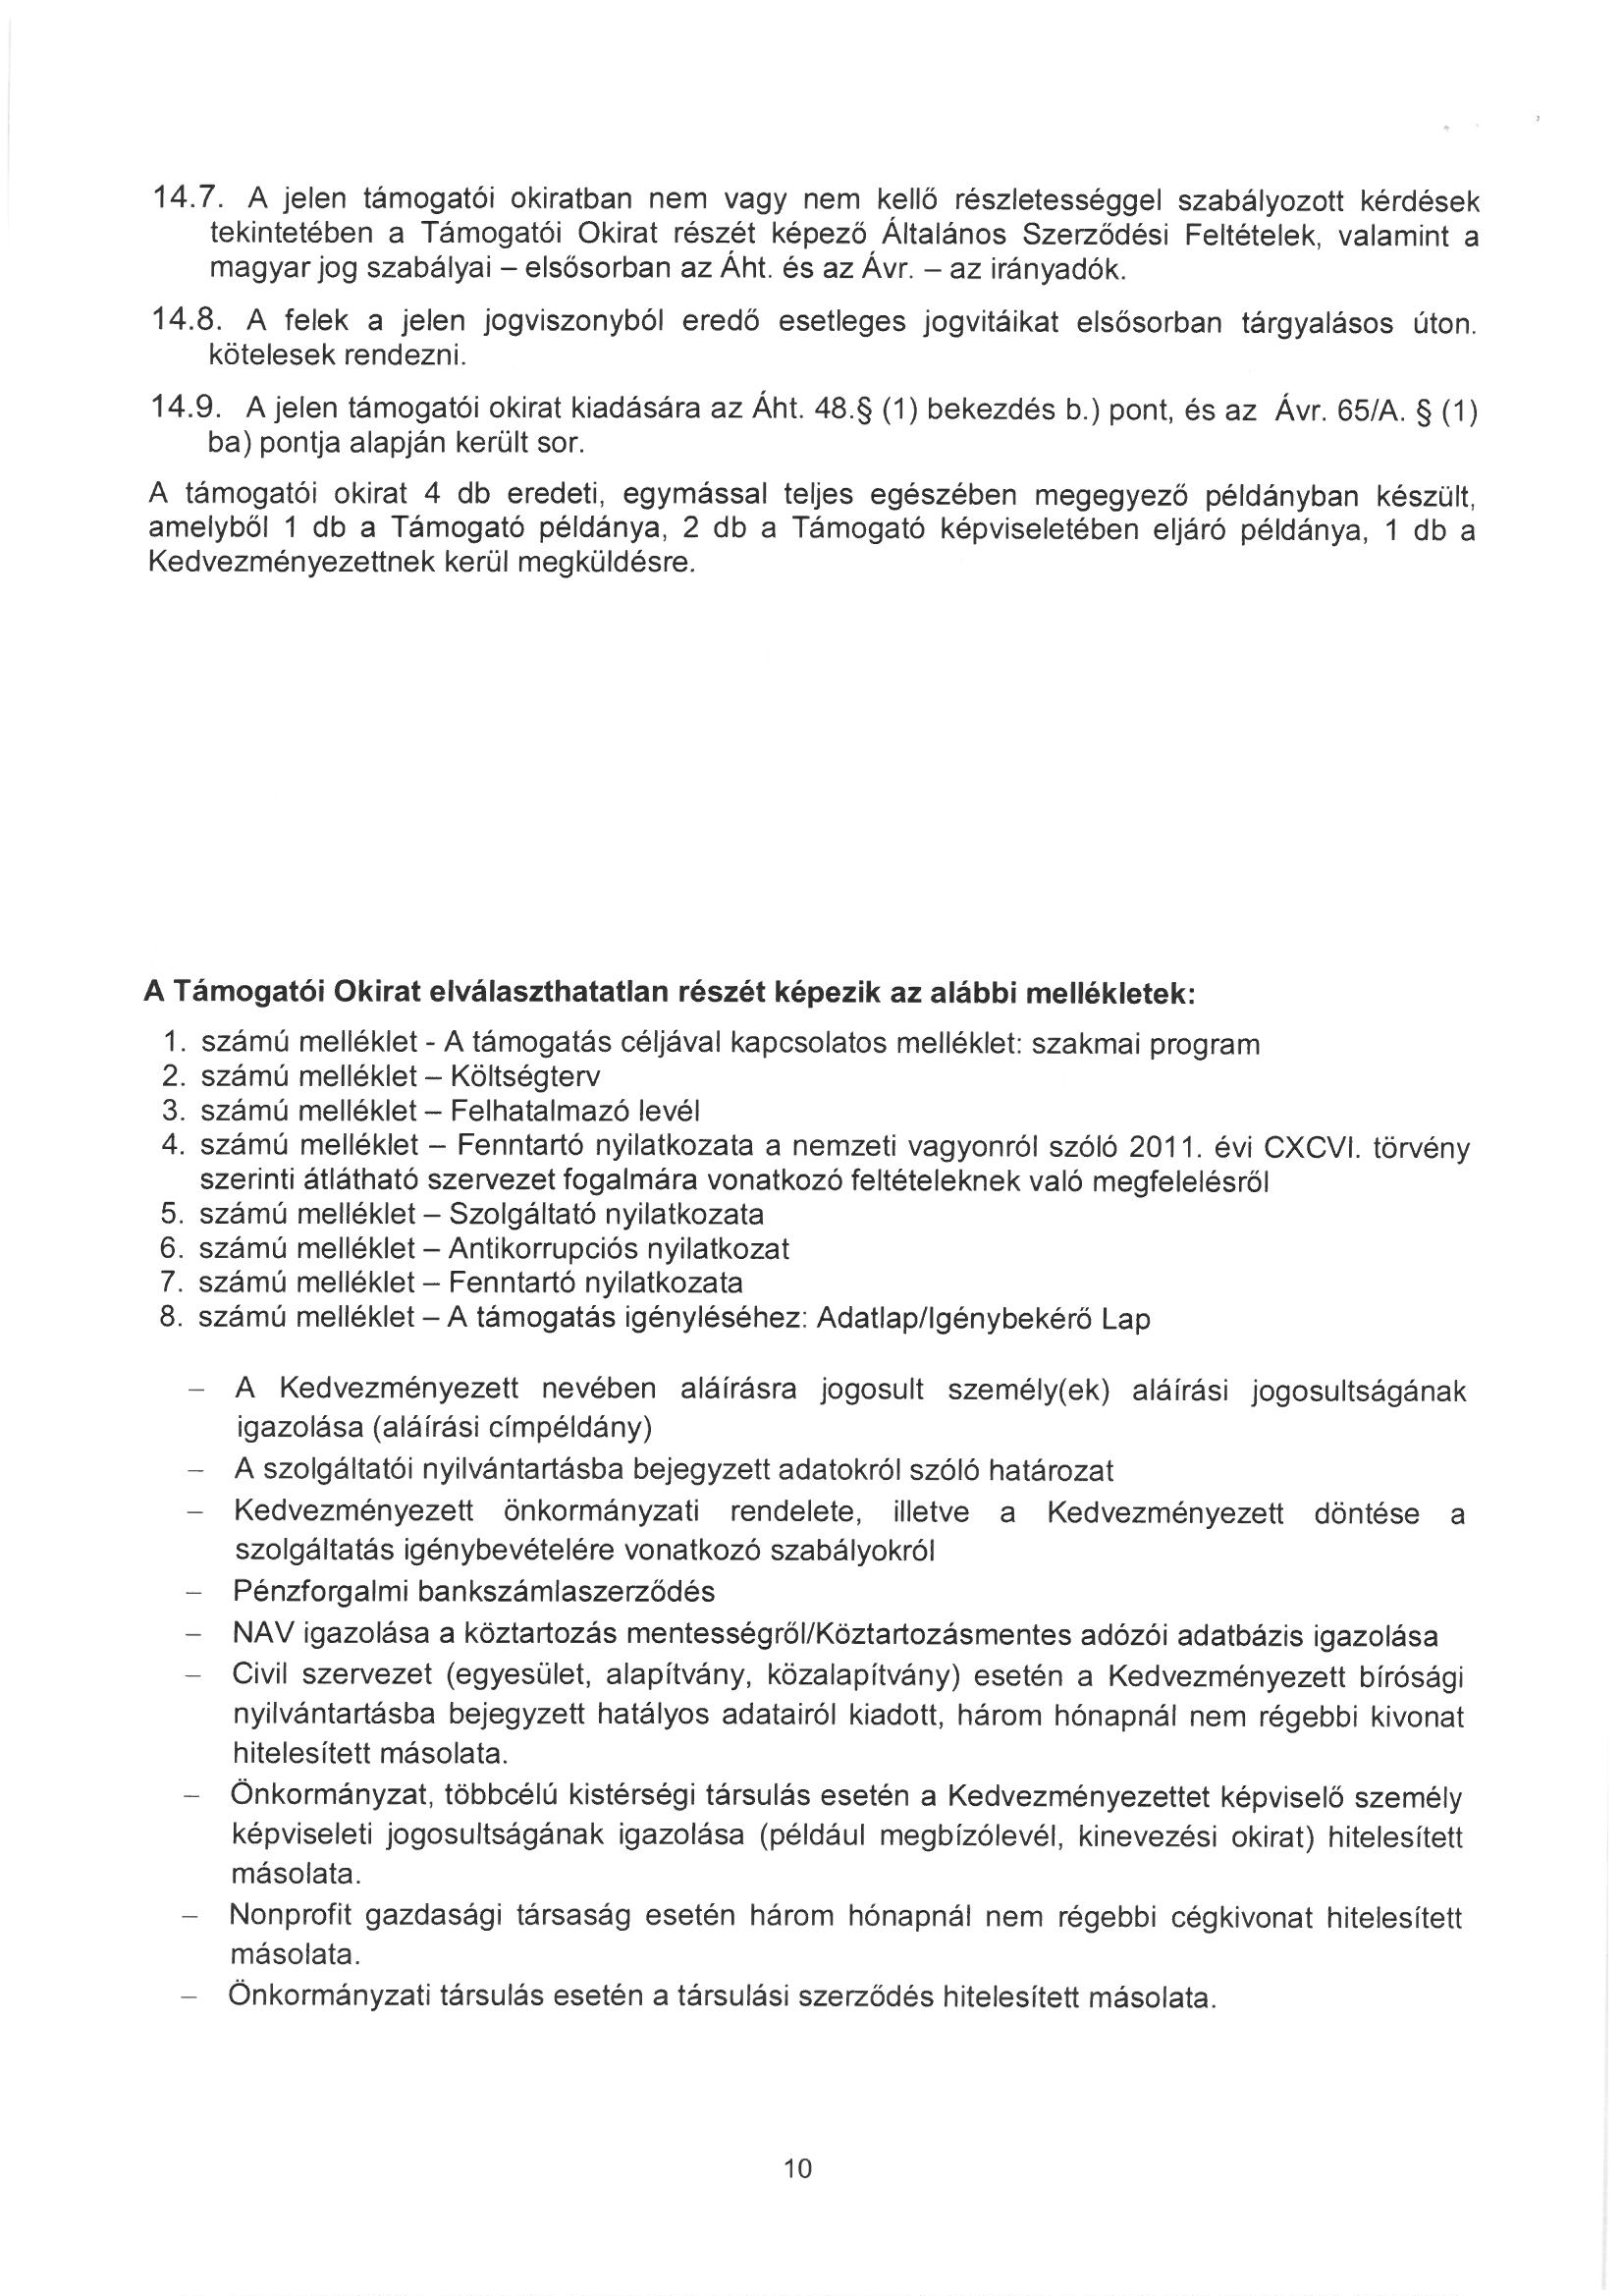 14.7. A jelen támogatói okiratban nem vagy nem kellő részletességgel szabályozott kérdések
tekintetében a Támogatói Okirat részét képező Általános Szerződési Feltételek, valamint a
magyar jog szabályai – elsősorban az Áht. és az Ávr. – az irányadók.
14.8. A felek a jelen jogviszonyból eredő esetleges jogvitáikat elsősorban tárgyalásos úton.
kötelesek rendezni.
14.9. A jelen támogatói okirat kiadására az Áht. 48.§ (1) bekezdés b.) pont, és az Ávr. 65/A. § (1)
ba) pontja alapján került sor.
A támogatói okirat 4 db eredeti, egymással teljes egészében megegyező példányban készült,
amelyből 1 db a Támogató példánya, 2 db a Támogató képviseletében eljáró példánya, 1 db a
Kedvezményezettnek kerül megküldésre.
A Támogatói Okirat elválaszthatatlan részét képezik az alábbi mellékletek:
1. számú melléklet - A támogatás céljával kapcsolatos melléklet: szakmai program
2. számú melléklet – Költségterv
3. számú melléklet – Felhatalmazó levél
4. számú melléklet – Fenntartó nyilatkozata a nemzeti vagyonról szóló 2011. évi CXCVI. törvény
szerinti átlátható szervezet fogalmára vonatkozó feltételeknek való megfelelésről
5. számú melléklet – Szolgáltató nyilatkozata
6. számú melléklet – Antikorrupciós nyilatkozat
7. számú melléklet – Fenntartó nyilatkozata
8. számú melléklet – A támogatás igényléséhez: Adatlap/Igénybekérő Lap
– A Kedvezményezett nevében aláírásra jogosult személy(ek) aláírási jogosultságának
igazolása (aláírási címpéldány)
– A szolgáltatói nyilvántartásba bejegyzett adatokról szóló határozat
– Kedvezményezett önkormányzati rendelete, illetve a Kedvezményezett döntése a
szolgáltatás igénybevételére vonatkozó szabályokról
– Pénzforgalmi bankszámlaszerződés
– NAV igazolása a köztartozás mentességről/Köztartozásmentes adózói adatbázis igazolása
– Civil szervezet (egyesület, alapítvány, közalapítvány) esetén a Kedvezményezett bírósági
nyilvántartásba bejegyzett hatályos adatairól kiadott, három hónapnál nem régebbi kivonat
hitelesített másolata.
– Önkormányzat, többcélú kistérségi társulás esetén a Kedvezményezettet képviselő személy
képviseleti jogosultságának igazolása (például megbízólevél, kinevezési okirat) hitelesített
másolata.
– Nonprofit gazdasági társaság esetén három hónapnál nem régebbi cégkivonat hitelesített
másolata.
– Önkormányzati társulás esetén a társulási szerződés hitelesített másolata.
10